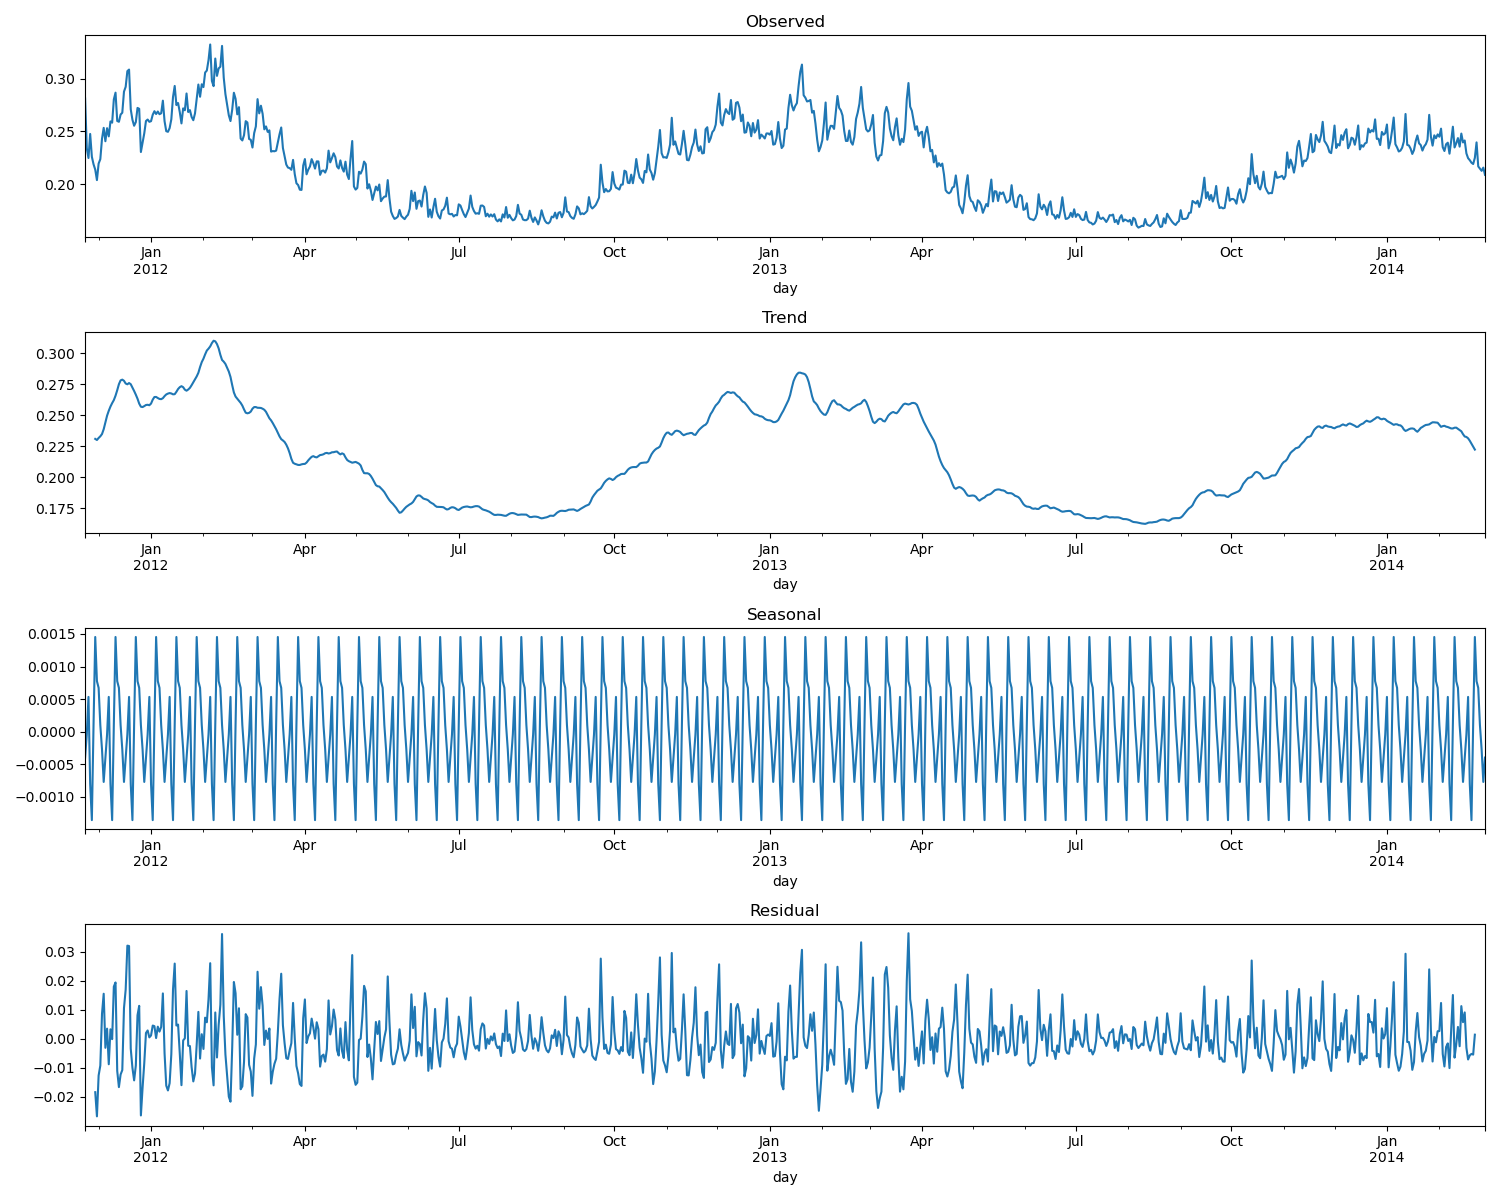 Observed
0.30
0.25
0.20
Jan Apr Jul Oct Jan Apr Jul Oct Jan
2012 2013 2014
day
Trend
0.300
0.275
0.250
0.225
0.200
0.175
Jan Apr Jul Oct Jan Apr Jul Oct Jan
2012 2013 2014
day
Seasonal
0.0015
0.0010
0.0005
0.0000
−0.0005
−0.0010
Jan Apr Jul Oct Jan Apr Jul Oct Jan
2012 2013 2014
day
Residual
0.03
0.02
0.01
0.00
−0.01
−0.02
Jan Apr Jul Oct Jan Apr Jul Oct Jan
2012 2013 2014
day